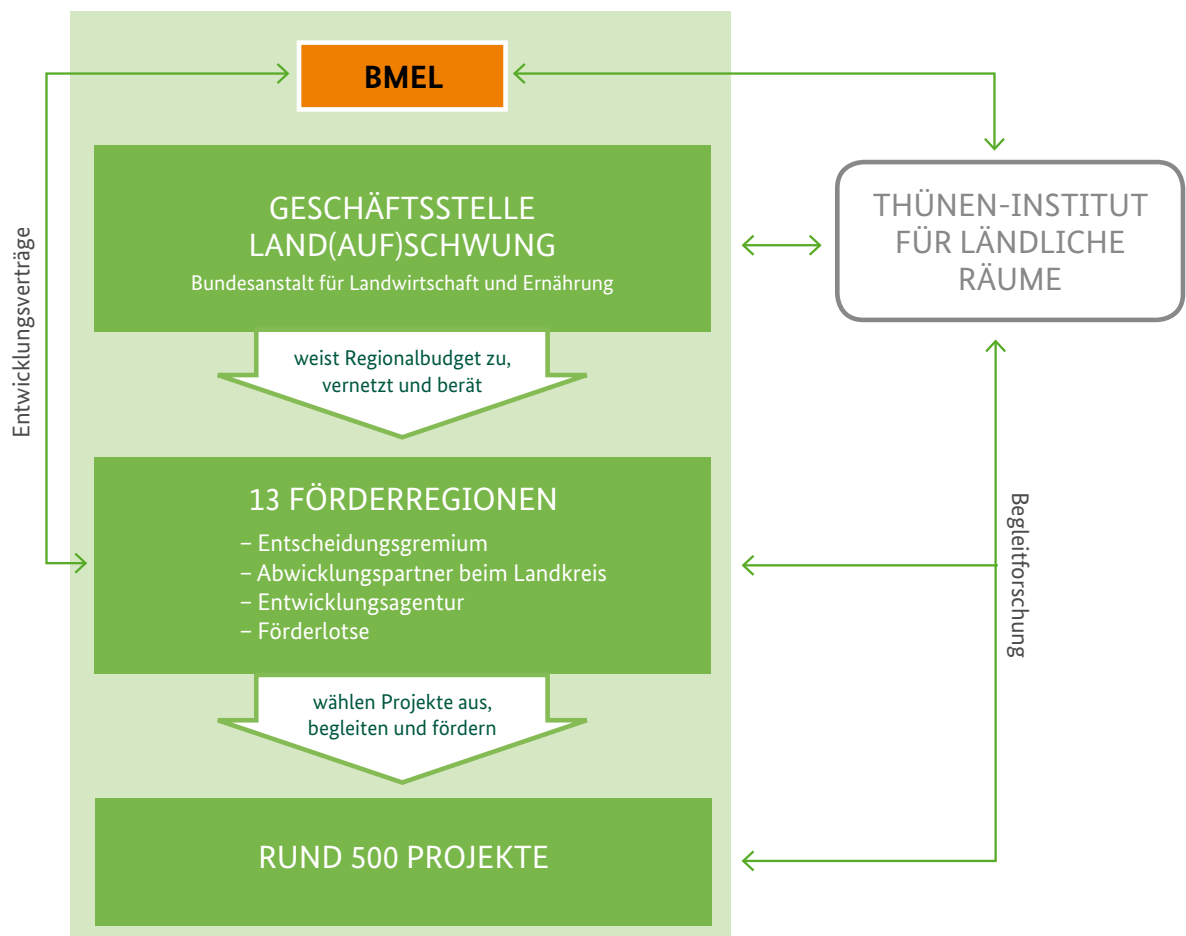 BMEL
GESCHÄFTSSTELLE
LAND(AUF)SCHWUNG
Bundesanstalt für Landwirtschaft und Ernährung
THÜNEN-INSTITUT
FÜR LÄNDLICHE
RÄUME
Entwicklungsverträge
weist Regionalbudget zu,
vernetzt und berät
13 FÖRDERREGIONEN
– Entscheidungsgremium
– Abwicklungspartner beim Landkreis
– Entwicklungsagentur
– Förderlotse
Begleitforschung
wählen Projekte aus,
begleiten und fördern
RUND 500 PROJEKTE